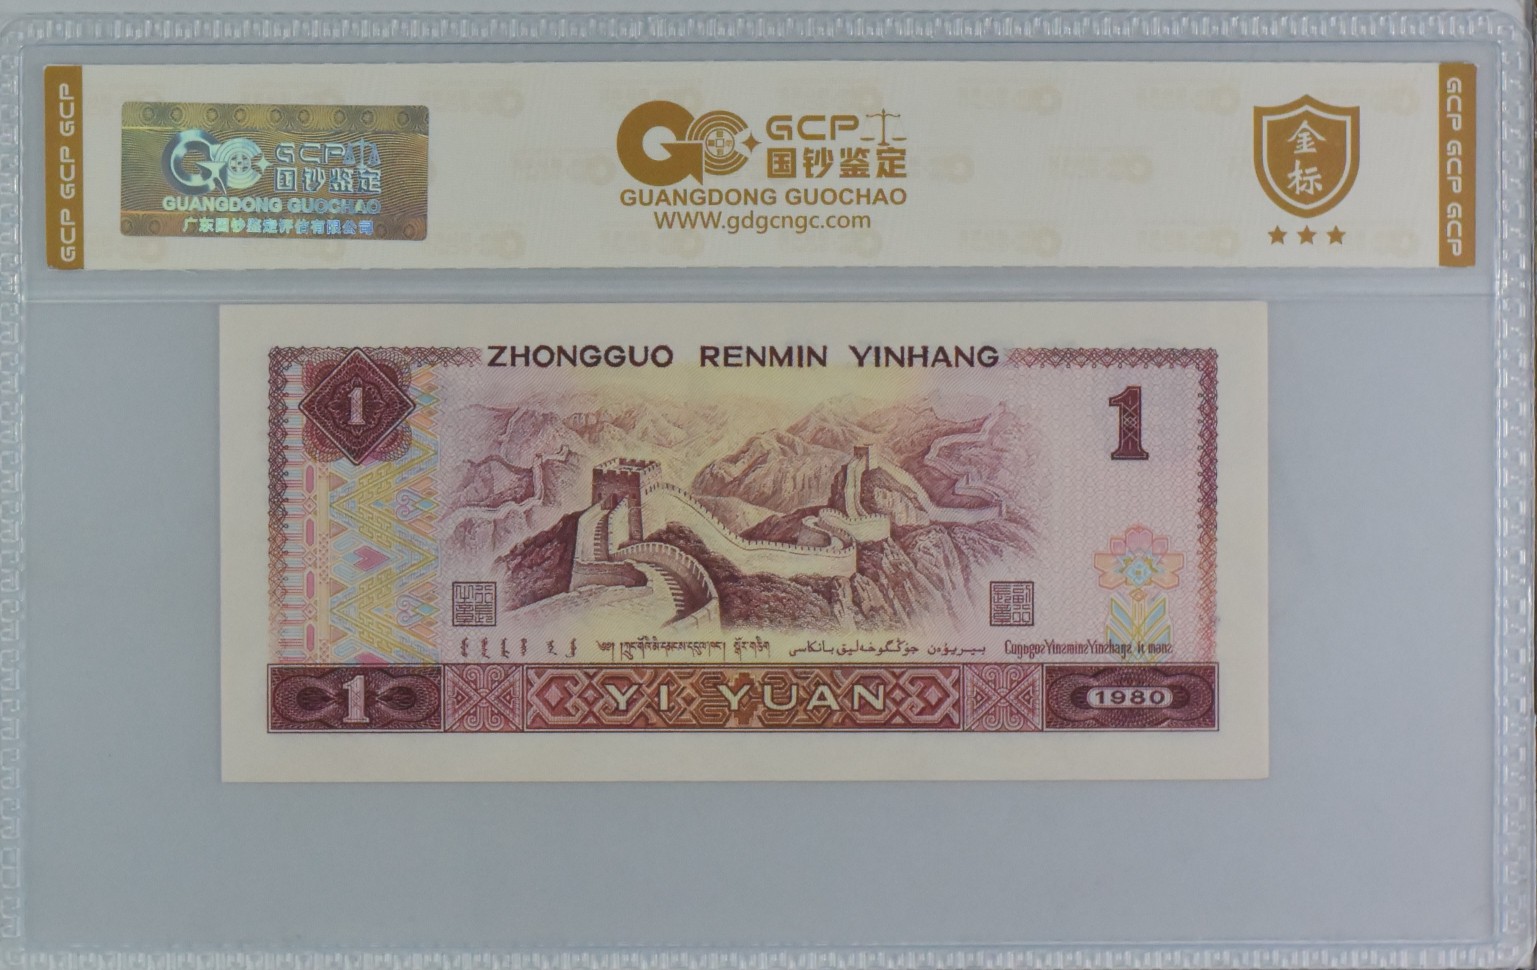 GCP GCP GCP
GCP
国钞鉴定
GUANGDONG GUOCHAO
广东国钞鉴定评估有限公司
GCP
国钞鉴定
GUANGDONG GUOCHAO
WWW.gdgcngc.com
金
标
GCP GCP GCP
ZHONGGUO RENMIN YINHANG
1
1
1
YI YUAN
1980